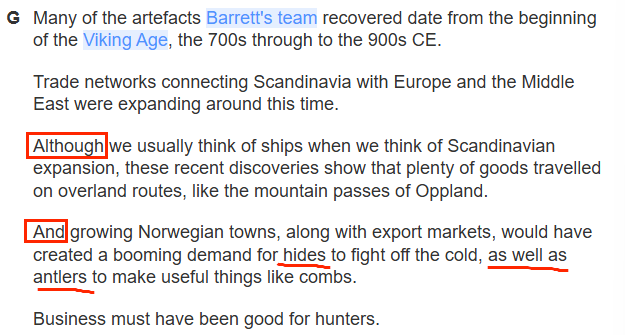 G Many of the artefacts Barrett's team recovered date from the beginning
of the Viking Age, the 700s through to the 900s CE.
Trade networks connecting Scandinavia with Europe and the Middle
East were expanding around this time.
Although we usually think of ships when we think of Scandinavian
expansion, these recent discoveries show that plenty of goods travelled
on overland routes, like the mountain passes of Oppland.
And growing Norwegian towns, along with export markets, would have
created a booming demand for hides to fight off the cold, as well as
antlers to make useful things like combs.
Business must have been good for hunters.